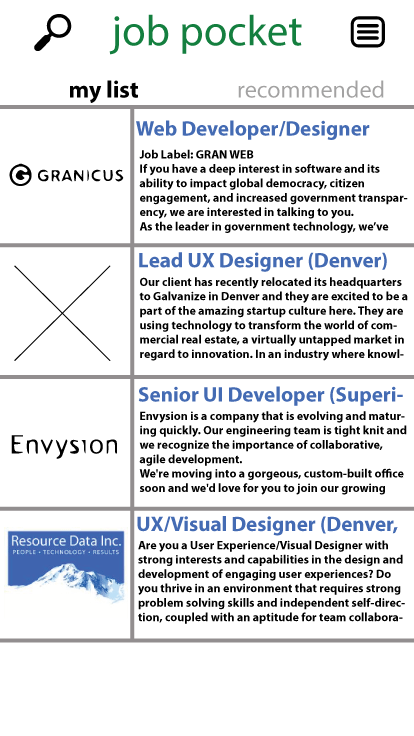 job pocket
my list
recommended
GRANICUS
Web Developer/Designer
Job Label: GRAN WEB
If you have a deep interest in software and its
ability to impact global democracy, citizen
engagement, and increased government transpar-
ency, we are interested in talking to you.
As the leader in government technology, we've
Lead UX Designer (Denver)
Our client has recently relocated its headquarters
to Galvanize in Denver and they are excited to be a
part of the amazing startup culture here. They are
using technology to transform the world of com-
mercial real estate, a virtually untapped market in
regard to innovation. In an industry where knowl-
Envysion
Senior UI Developer (Superi-
Envysion is a company that is evolving and matur-
ing quickly. Our engineering team is tight knit and
we recognize the importance of collaborative,
agile development.
We're moving into a gorgeous, custom-built office
soon and we'd love for you to join our growing
Resource Data Inc.
PEOPLE • TECHNOLOGY • RESULTS
UX/Visual Designer (Denver,
Are you a User Experience/Visual Designer with
strong interests and capabilities in the design and
development of engaging user experiences? Do
you thrive in an environment that requires strong
problem solving skills and independent self-direc-
tion, coupled with an aptitude for team collabora-